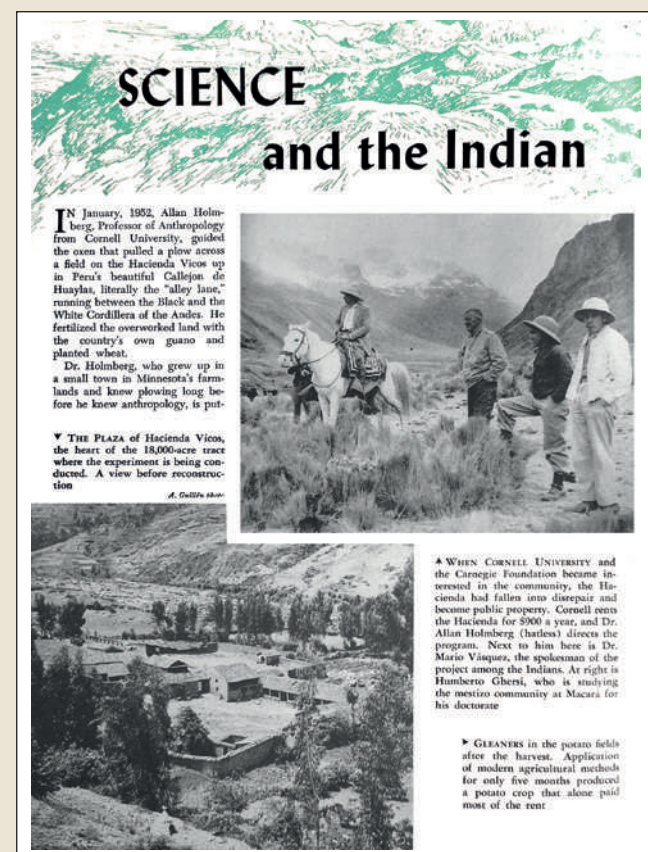 SCIENCE
and the Indian
IN January, 1952, Allan Holm-
berg, Professor of Anthropology
from Cornell University, guided
the oxen that pulled a plow across
a field on the Hacienda Vicos up
in Peru's beautiful Callejon de
Huaylas, literally the "alley lane,"
running between the Black and the
White Cordillera of the Andes. He
fertilized the overworked land with
the country's own guano and
planted wheat.
Dr. Holmberg, who grew up in
a small town in Minnesota's farm-
lands and knew plowing long be-
fore he knew anthropology, is put-
▼ THE PLAZA of Hacienda Vicos,
the heart of the 18,000-acre tract
where the experiment is being con-
ducted. A view before reconstruc-
tion
A. Guillén
▲ WHEN CORNELL UNIVERSITY and
the Carnegie Foundation became in-
terested in the community, the Ha-
cienda had fallen into disrepair and
become public property. Cornell rents
the Hacienda for $900 a year, and Dr.
Allan Holmberg (hatless) directs the
program. Next to him here is Dr.
Mario Vásquez, the spokesman of the
project among the Indians. At right is
Humberto Ghersi, who is studying
the mestizo community at Macará for
his doctorate
► GLEANERS in the potato fields
after the harvest. Application
of modern agricultural methods
for only five months produced
a potato crop that alone paid
most of the rent